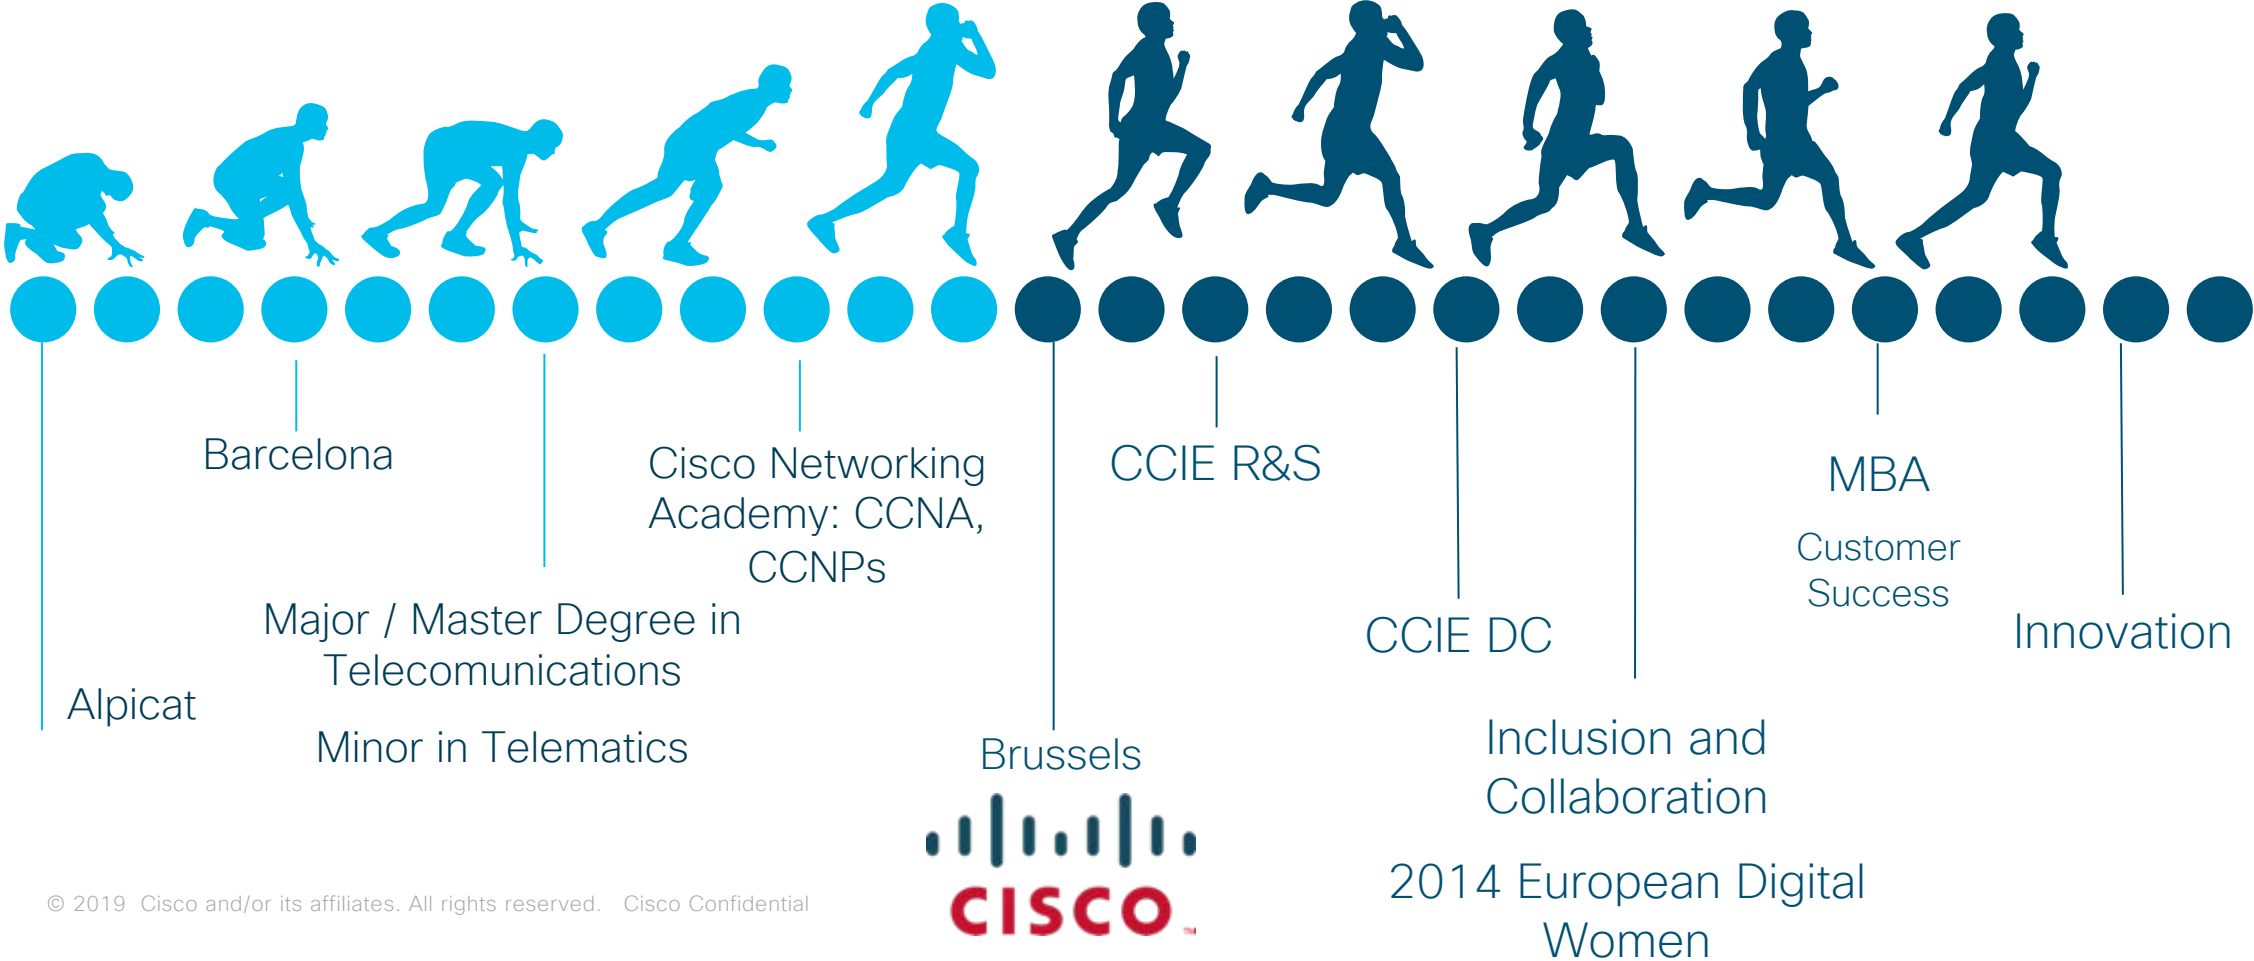 Alpicat
Barcelona
Major / Master Degree in
Telecomunications
Minor in Telematics
Cisco Networking
Academy: CCNA,
CCNPs
Brussels
CISCO™
CCIE R&S
CCIE DC
Inclusion and
Collaboration
2014 European Digital
Women
MBA
Customer
Success
Innovation
© 2019 Cisco and/or its affiliates. All rights reserved. Cisco Confidential